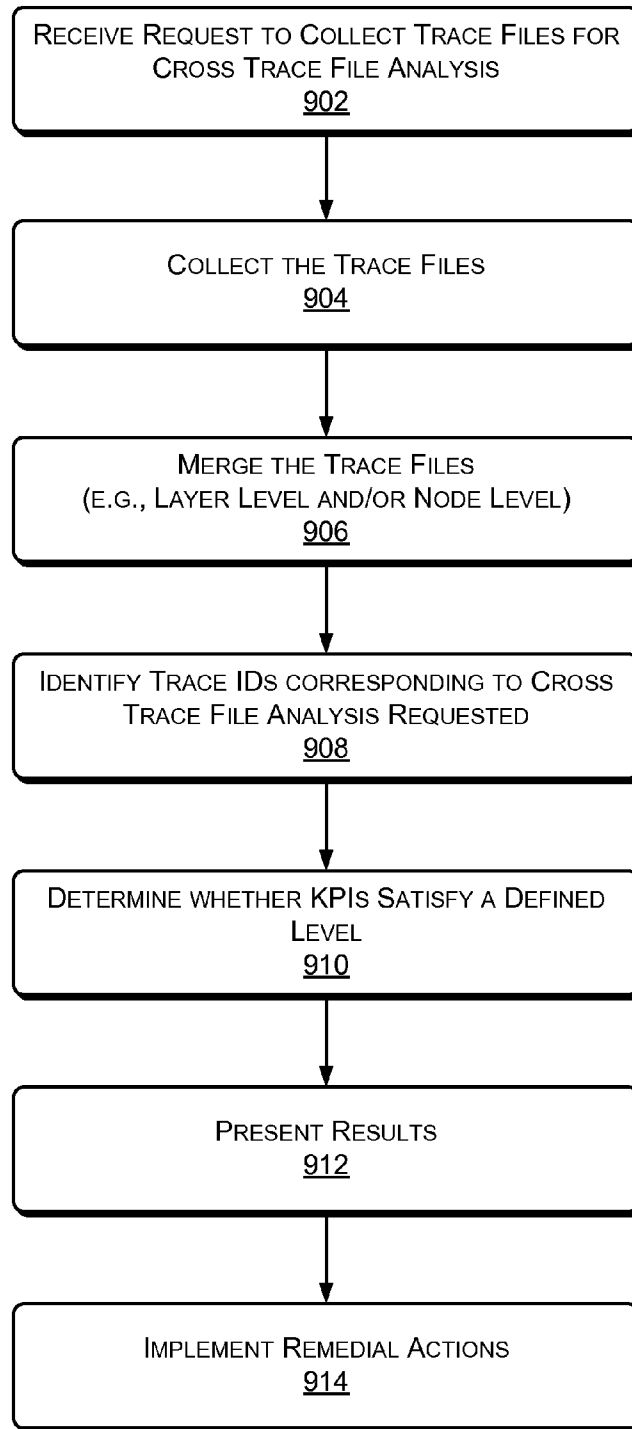 RECEIVE REQUEST TO COLLECT TRACE FILES FOR
CROSS TRACE FILE ANALYSIS
902
COLLECT THE TRACE FILES
904
MERGE THE TRACE FILES
(E.G., LAYER LEVEL AND/OR NODE LEVEL)
906
IDENTIFY TRACE IDS CORRESPONDING TO CROSS
TRACE FILE ANALYSIS REQUESTED
908
DETERMINE WHETHER KPIS SATISFY A DEFINED
LEVEL
910
PRESENT RESULTS
912
IMPLEMENT REMEDIAL ACTIONS
914